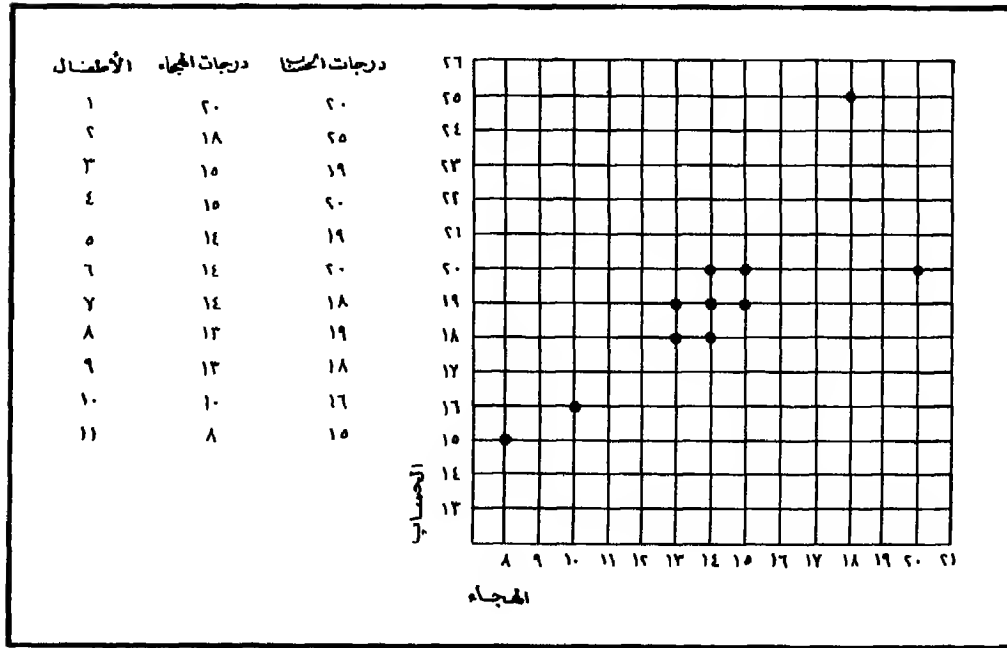 الأطفال درجات الهجاء درجات الحساب
١ ٢٠ ٢٠
٢ ١٨ ٢٥
٣ ١٥ ١٩
٤ ١٥ ٢٠
٥ ١٤ ١٩
٦ ١٤ ٢٠
٧ ١٤ ١٨
٨ ١٣ ١٩
٩ ١٣ ١٨
١٠ ١٠ ١٦
١١ ٨ ١٥
٢٦
٢٥
٢٤
٢٣
٢٢
٢١
٢٠
١٩
١٨
١٧
١٦
١٥
١٤
١٣
الحساب
٨ ٩ ١٠ ١١ ١٢ ١٣ ١٤ ١٥ ١٦ ١٧ ١٨ ١٩ ٢٠ ٢١
الهجاء